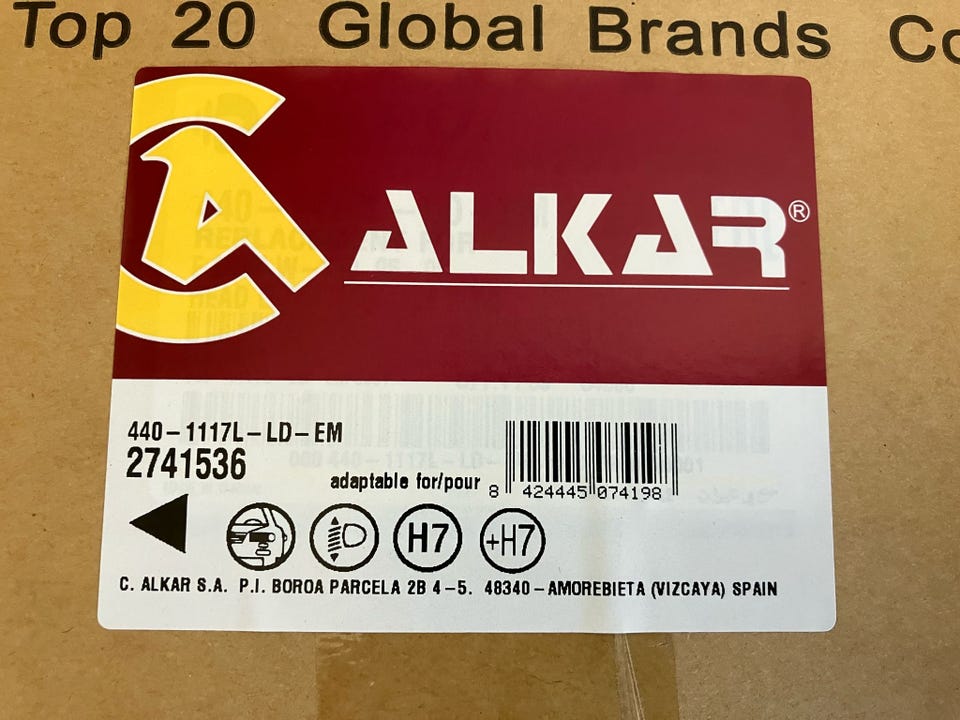 Top 20 Global Brands Co
ALKAR®
440-1117L-LD-EM
2741536
adaptable for/pour
8 424445 074198
H7 +H7
C. ALKAR S.A. P.I. BOROA PARCELA 2B 4-5. 48340-AMOREBIETA (VIZCAYA) SPAIN